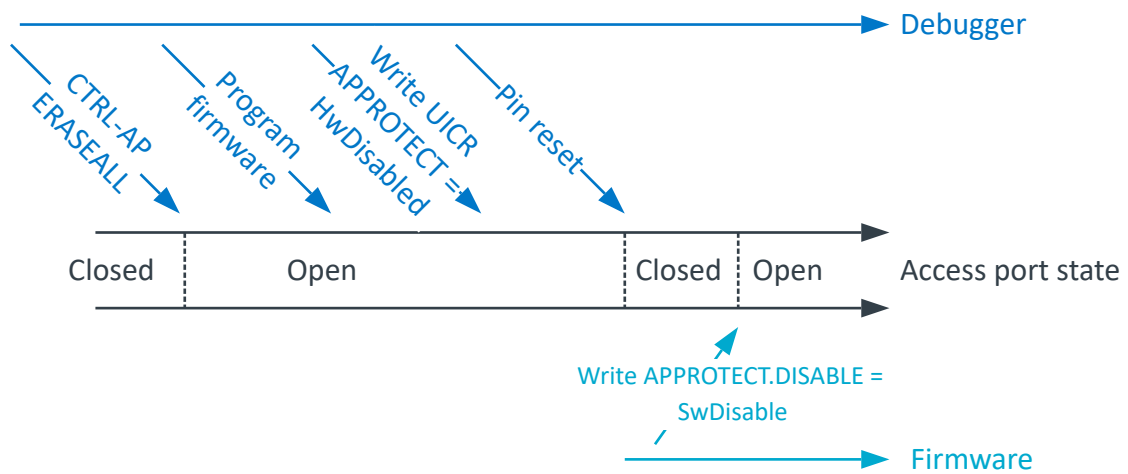 Debugger
CTRL-AP
ERASEALL
Program
firmware
Write UICR
APPROTECT =
HwDisabled
Pin reset
Closed
Open
Closed
Open
Access port state
Write APPROTECT.DISABLE =
SwDisable
Firmware